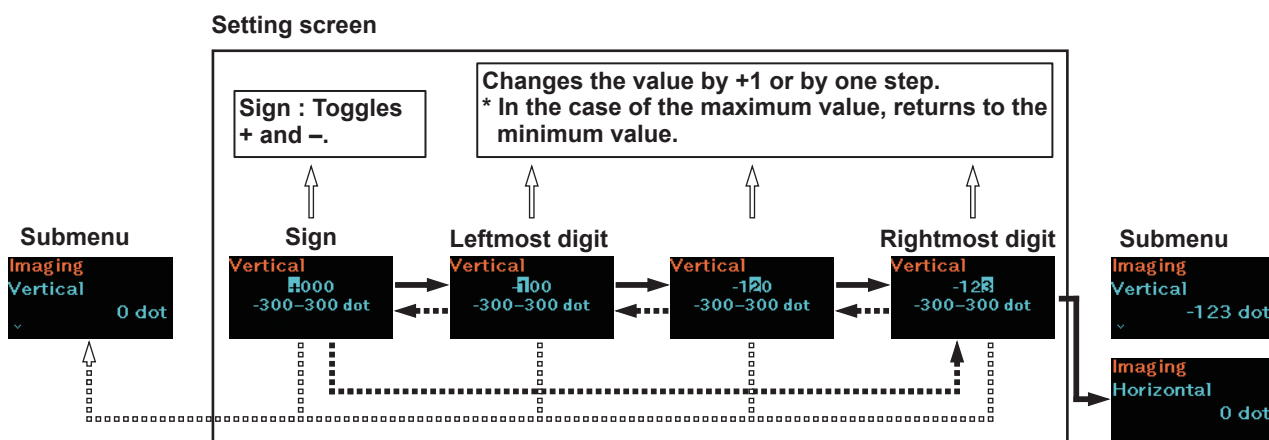 Setting screen
Sign : Toggles
+ and –.
Changes the value by +1 or by one step.
* In the case of the maximum value, returns to the
minimum value.
Submenu
Imaging
Vertical
0 dot
Sign
Vertical
+000
-300–300 dot
Leftmost digit
Vertical
-100
-300–300 dot
Vertical
-120
-300–300 dot
Rightmost digit
Vertical
-123
-300–300 dot
Submenu
Imaging
Vertical
-123 dot
Imaging
Horizontal
0 dot